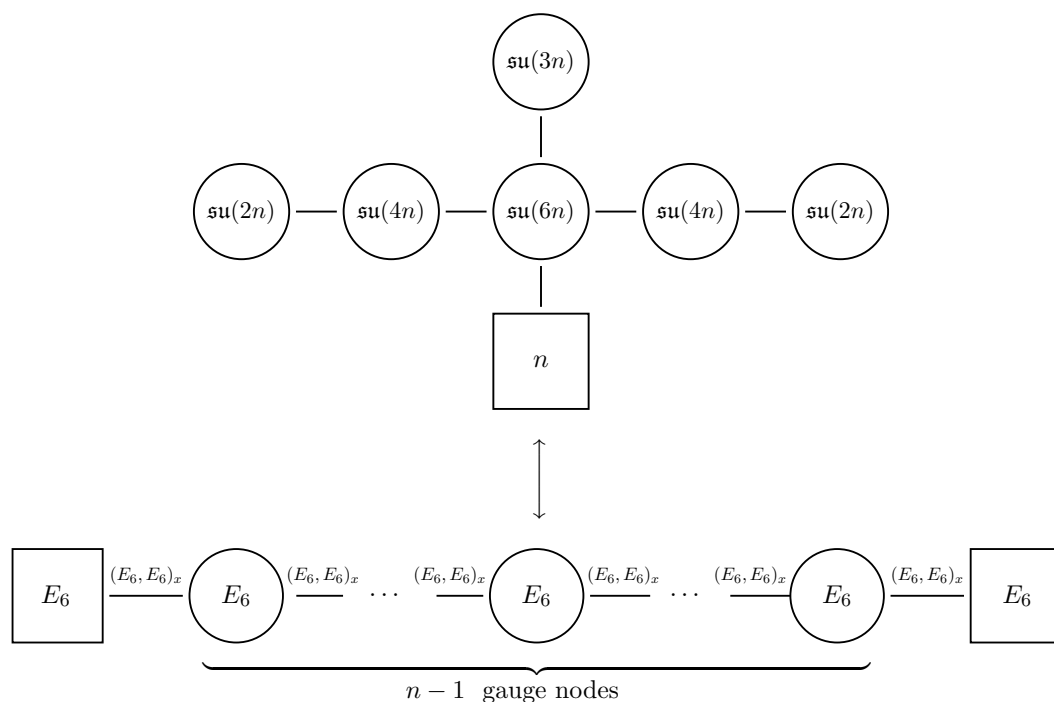 𝔰𝔲(3n)
𝔰𝔲(2n) 𝔰𝔲(4n) 𝔰𝔲(6n) 𝔰𝔲(4n) 𝔰𝔲(2n)
n
(E₆, E₆)ₓ (E₆, E₆)ₓ (E₆, E₆)ₓ (E₆, E₆)ₓ (E₆, E₆)ₓ (E₆, E₆)ₓ
E₆ E₆ ··· E₆ ··· E₆ E₆
n − 1 gauge nodes